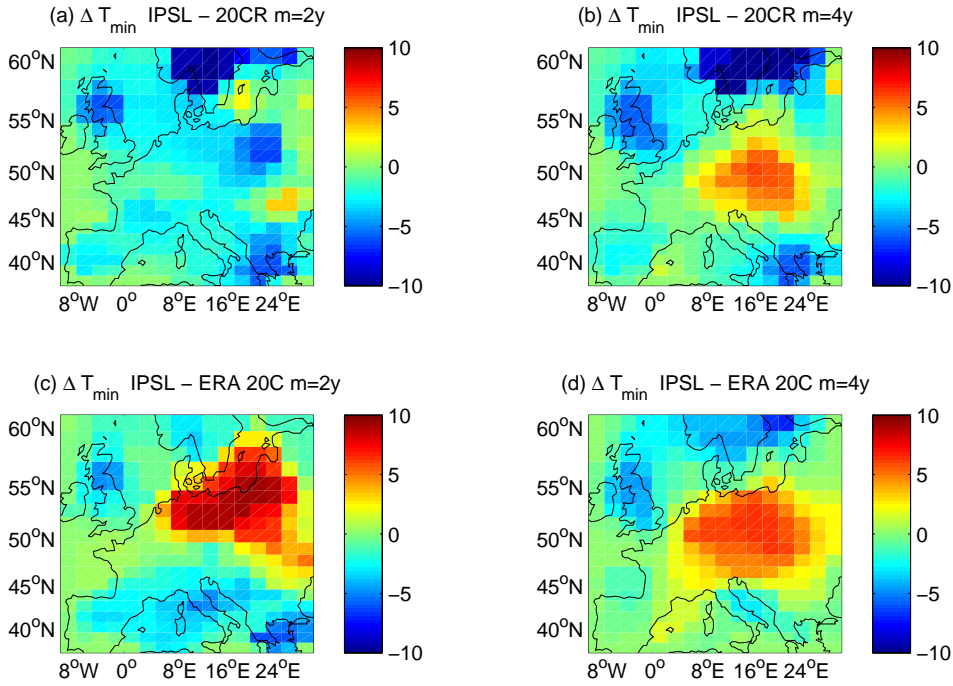 (a) Δ T_min IPSL − 20CR m=2y
60°N
55°N
50°N
45°N
40°N
8°W 0° 8°E 16°E 24°E
10
5
0
−5
−10
(b) Δ T_min IPSL − 20CR m=4y
60°N
55°N
50°N
45°N
40°N
8°W 0° 8°E 16°E 24°E
10
5
0
−5
−10
(c) Δ T_min IPSL − ERA 20C m=2y
60°N
55°N
50°N
45°N
40°N
8°W 0° 8°E 16°E 24°E
10
5
0
−5
−10
(d) Δ T_min IPSL − ERA 20C m=4y
60°N
55°N
50°N
45°N
40°N
8°W 0° 8°E 16°E 24°E
10
5
0
−5
−10